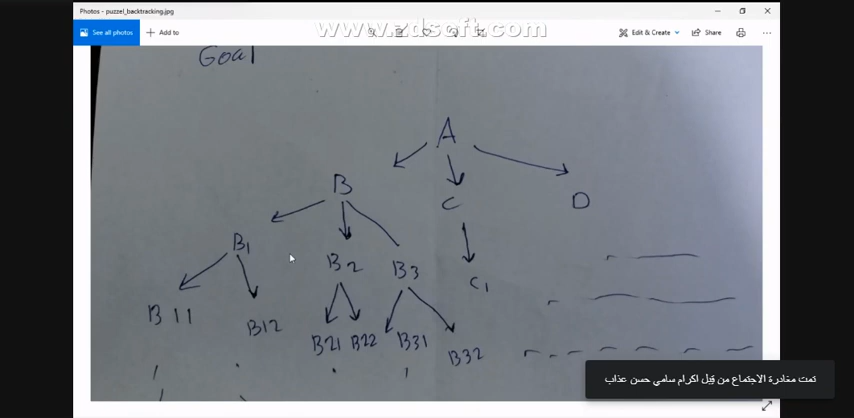 Photos - puzzel_backtracking.jpg
See all photos
Add to
www.zdsoft.com
Edit & Create
Share
Goal
A
B
C
D
B1
B2
B3
C1
B11
B12
B21
B22
B31
B32
تمت مغادرة الاجتماع من قِبل اكرام سامي حسن عذاب